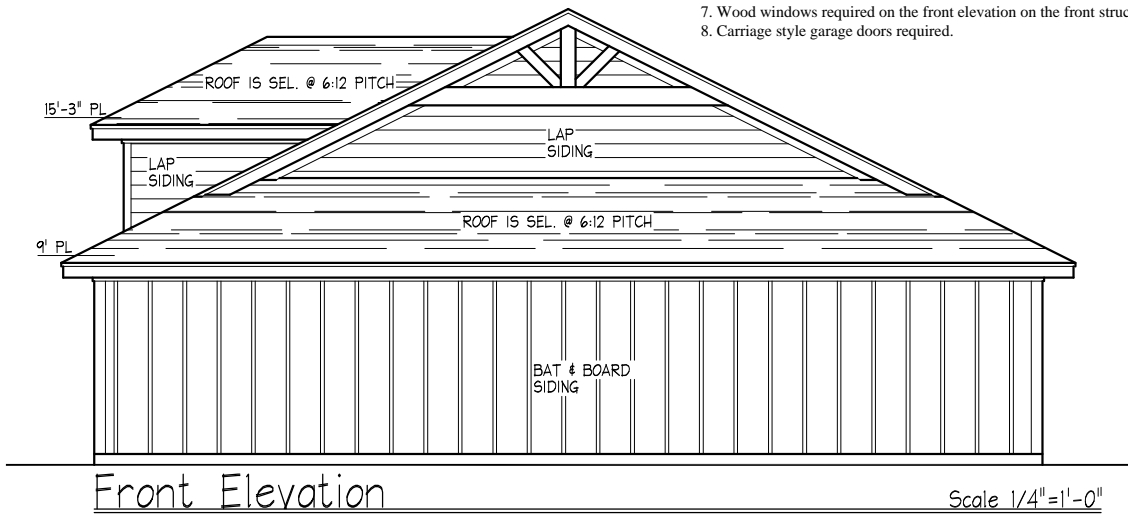 7. Wood windows required on the front elevation on the front
8. Carriage style garage doors required.
ROOF IS SEL. @ 6:12 PITCH
15'-3" PL
LAP
SIDING
LAP
SIDING
ROOF IS SEL. @ 6:12 PITCH
9' PL
BAT & BOARD
SIDING
Front Elevation
Scale 1/4"=1'-0"